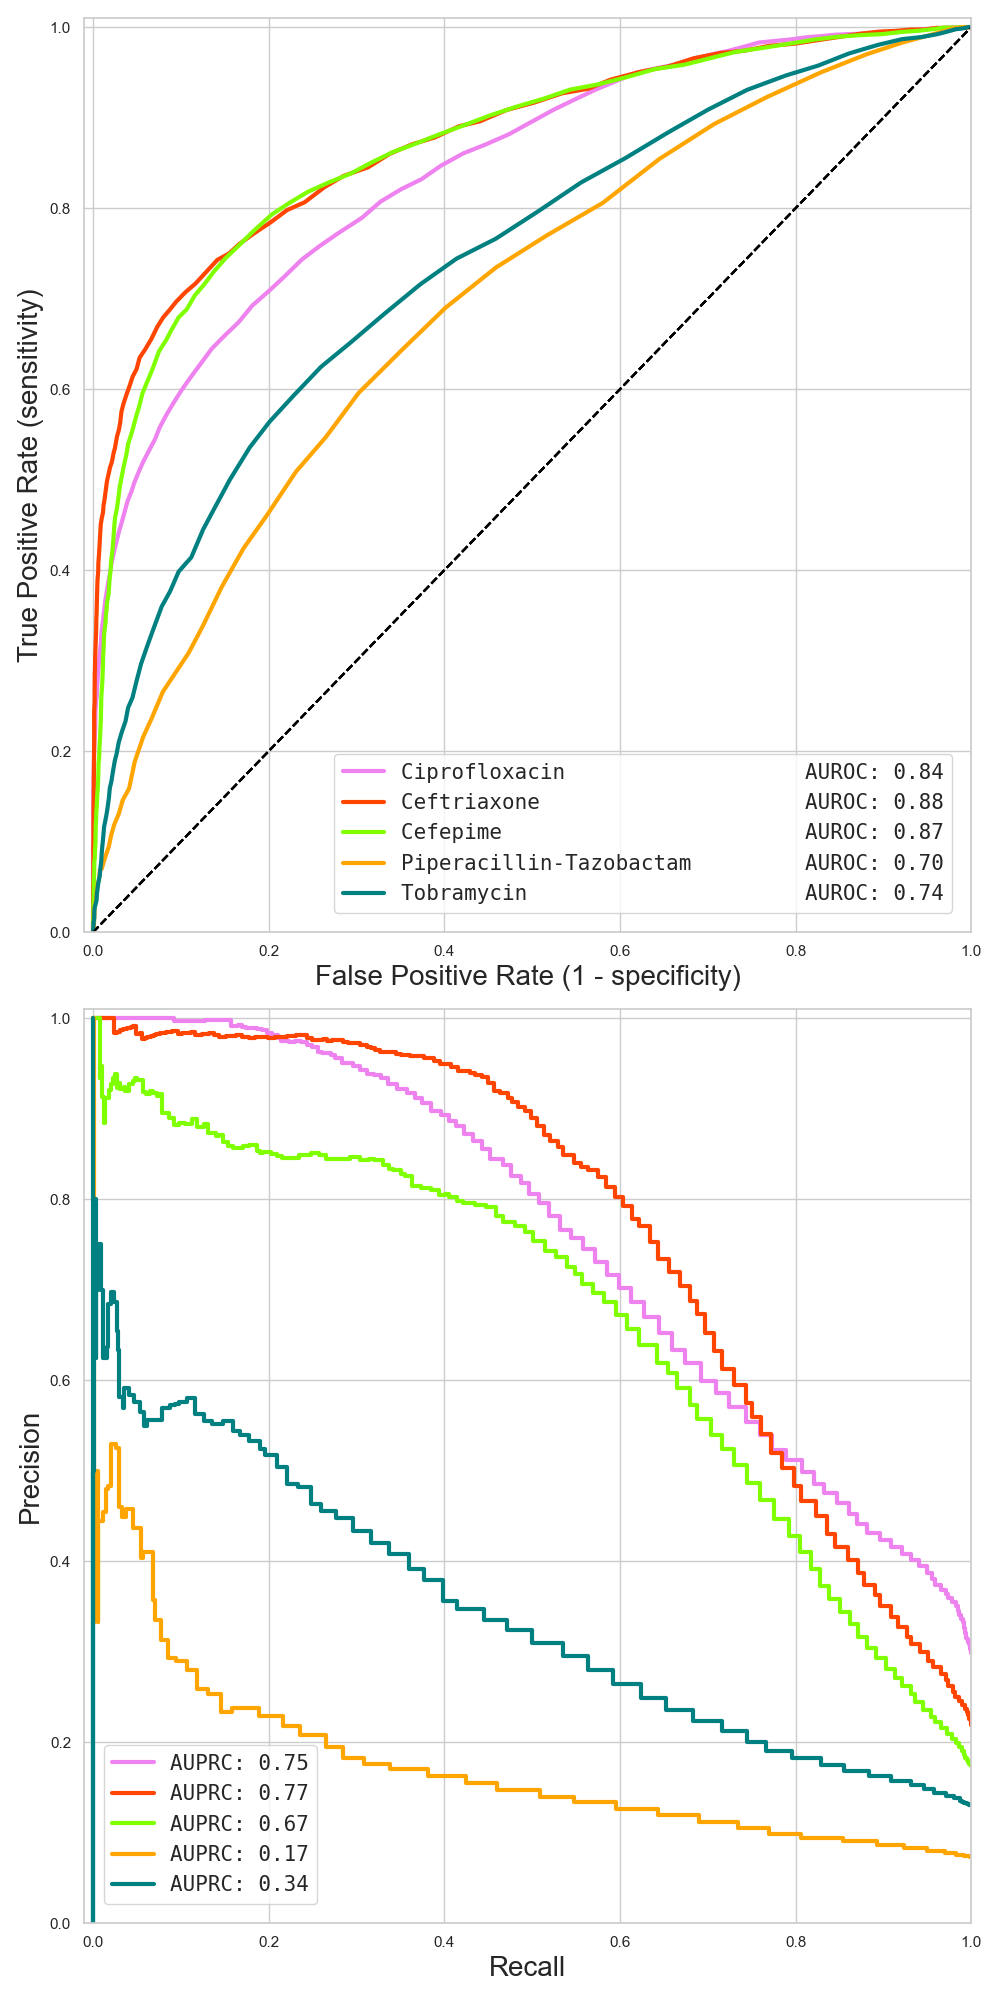 1.0
0.8
0.6
0.4
0.2
0.0
True Positive Rate (sensitivity)
Ciprofloxacin AUROC: 0.84
Ceftriaxone AUROC: 0.88
Cefepime AUROC: 0.87
Piperacillin-Tazobactam AUROC: 0.70
Tobramycin AUROC: 0.74
0.0 0.2 0.4 0.6 0.8 1.0
False Positive Rate (1 - specificity)
1.0
0.8
0.6
0.4
0.2
0.0
Precision
AUPRC: 0.75
AUPRC: 0.77
AUPRC: 0.67
AUPRC: 0.17
AUPRC: 0.34
0.0 0.2 0.4 0.6 0.8 1.0
Recall